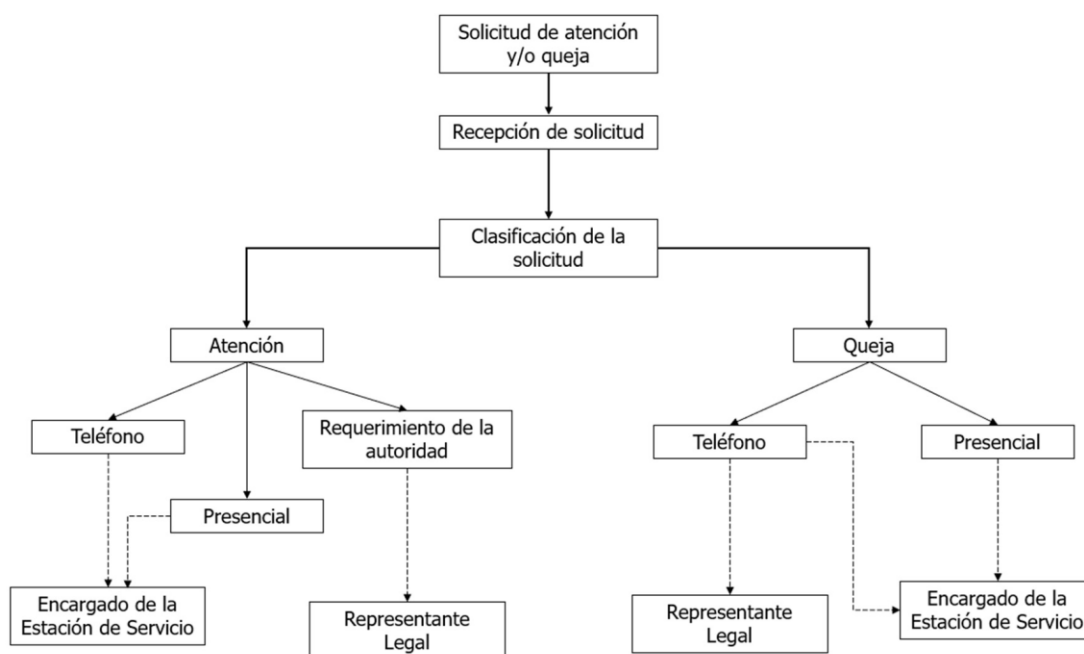 Solicitud de atención
y/o queja
Recepción de solicitud
Clasificación de la
solicitud
Atención
Queja
Teléfono
Requerimiento de la
autoridad
Teléfono
Presencial
Presencial
Encargado de la
Estación de Servicio
Representante
Legal
Representante
Legal
Encargado de la
Estación de Servicio